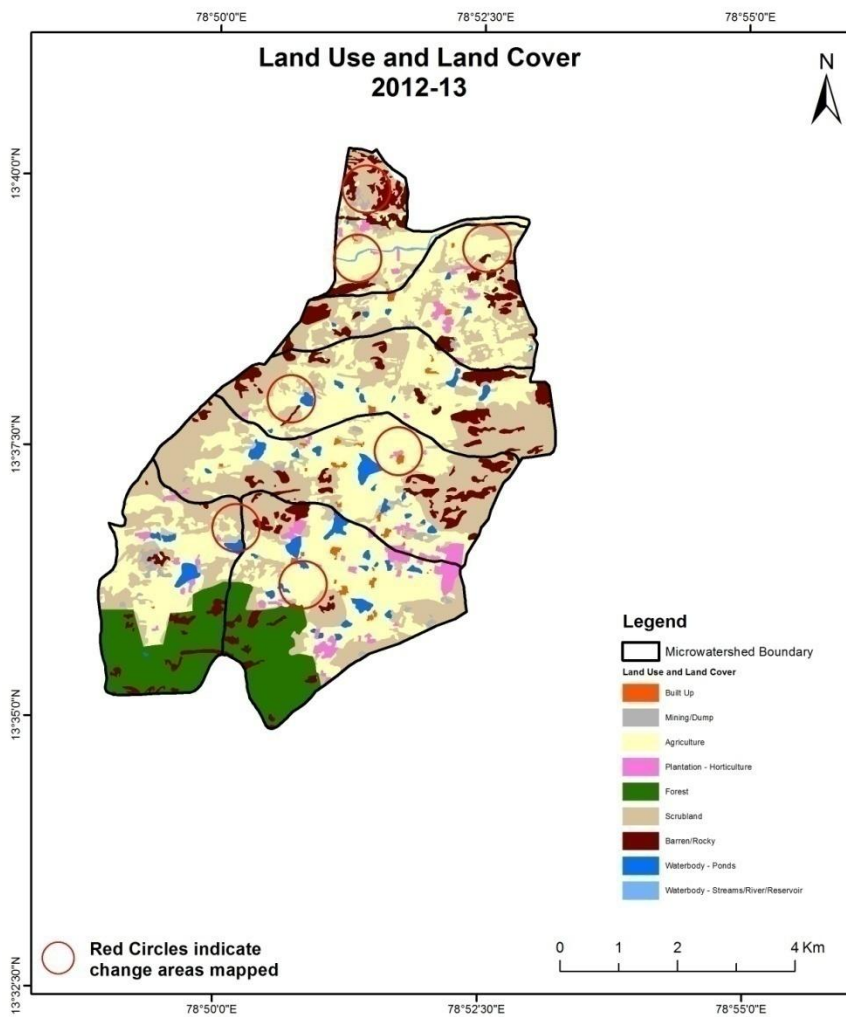 78°50'0"E 78°52'30"E 78°55'0"E
Land Use and Land Cover
2012-13
N
13°40'0"N
13°37'30"N
13°35'0"N
13°32'30"N
Legend
Microwatershed Boundary
Land Use and Land Cover
Built Up
Mining/Dump
Agriculture
Plantation - Horticulture
Forest
Scrubland
Barren/Rocky
Waterbody - Ponds
Waterbody - Streams/River/Reservoir
Red Circles indicate
change areas mapped
0 1 2 4 Km
78°50'0"E 78°52'30"E 78°55'0"E